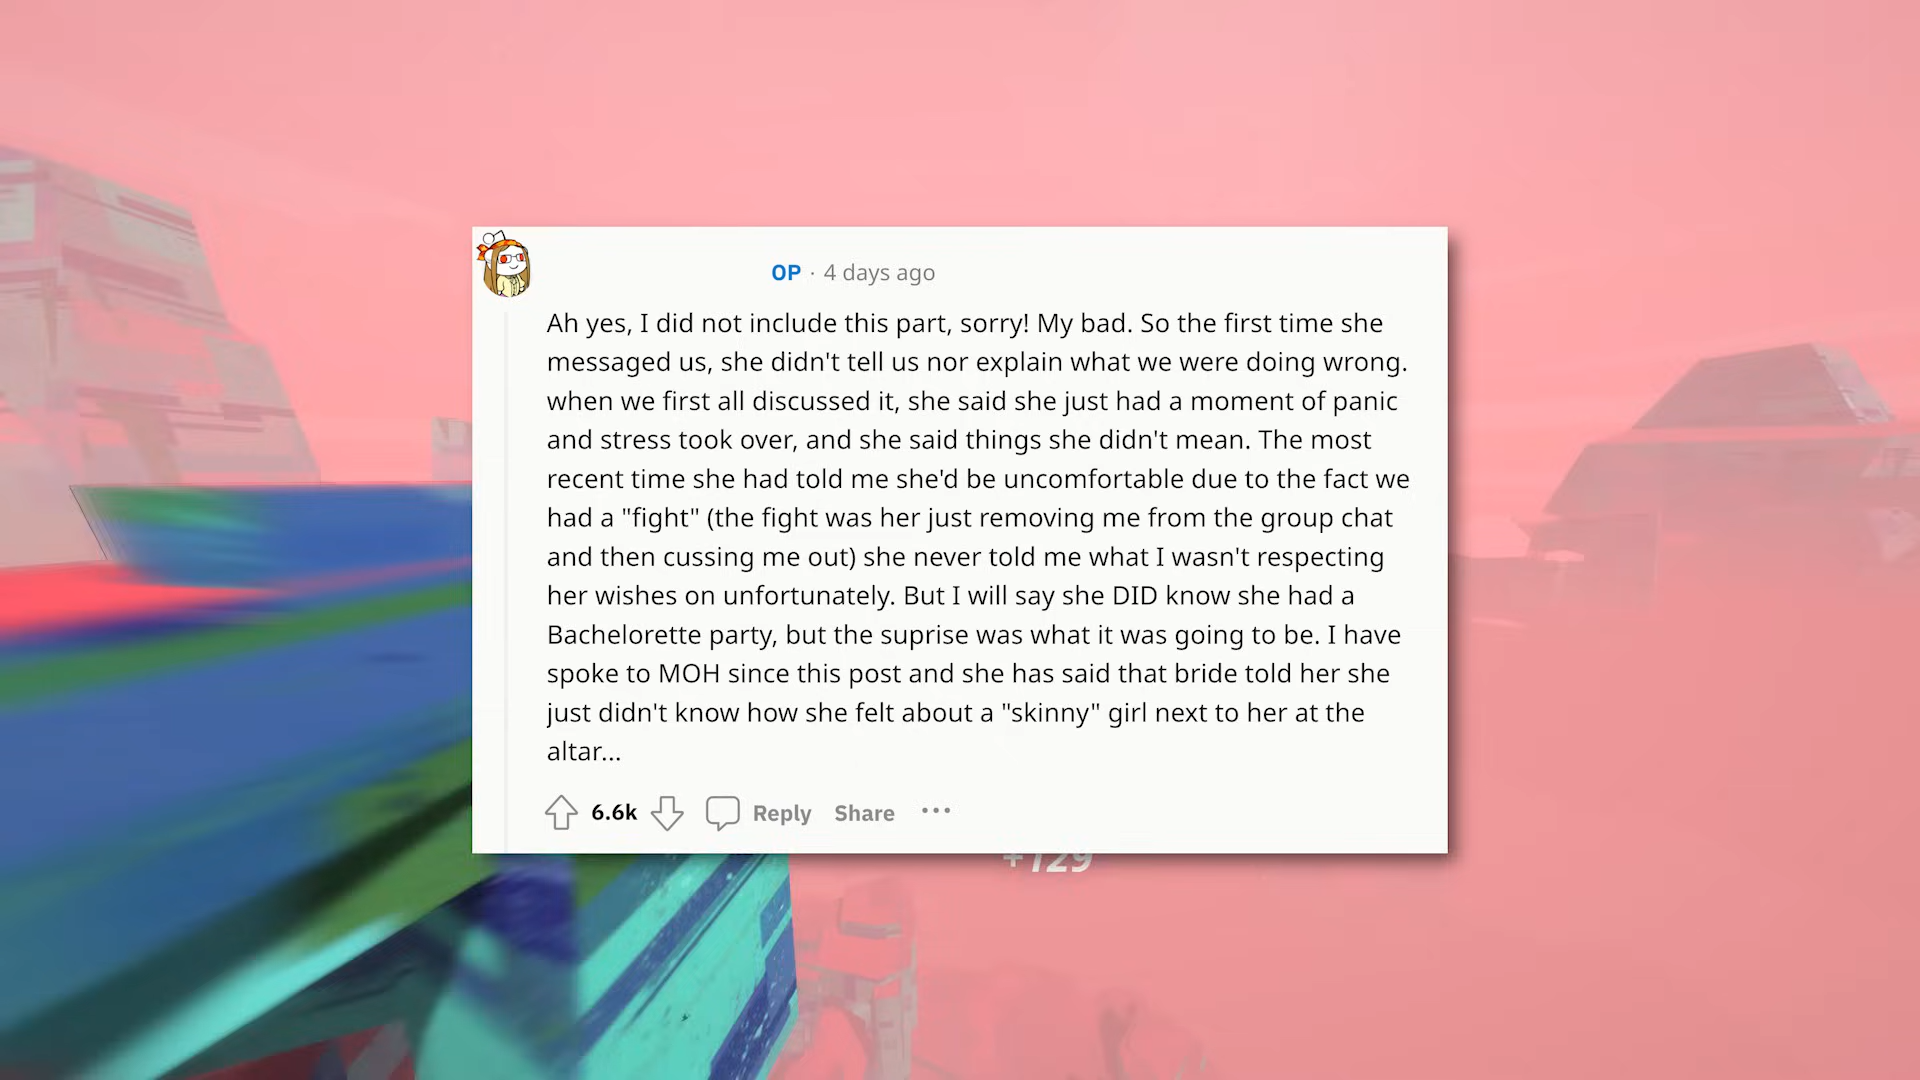 OP · 4 days ago
Ah yes, I did not include this part, sorry! My bad. So the first time she
messaged us, she didn't tell us nor explain what we were doing wrong.
when we first all discussed it, she said she just had a moment of panic
and stress took over, and she said things she didn't mean. The most
recent time she had told me she'd be uncomfortable due to the fact we
had a "fight" (the fight was her just removing me from the group chat
and then cussing me out) she never told me what I wasn't respecting
her wishes on unfortunately. But I will say she DID know she had a
Bachelorette party, but the suprise was what it was going to be. I have
spoke to MOH since this post and she has said that bride told her she
just didn't know how she felt about a "skinny" girl next to her at the
altar...
6.6k Reply Share ...
+129